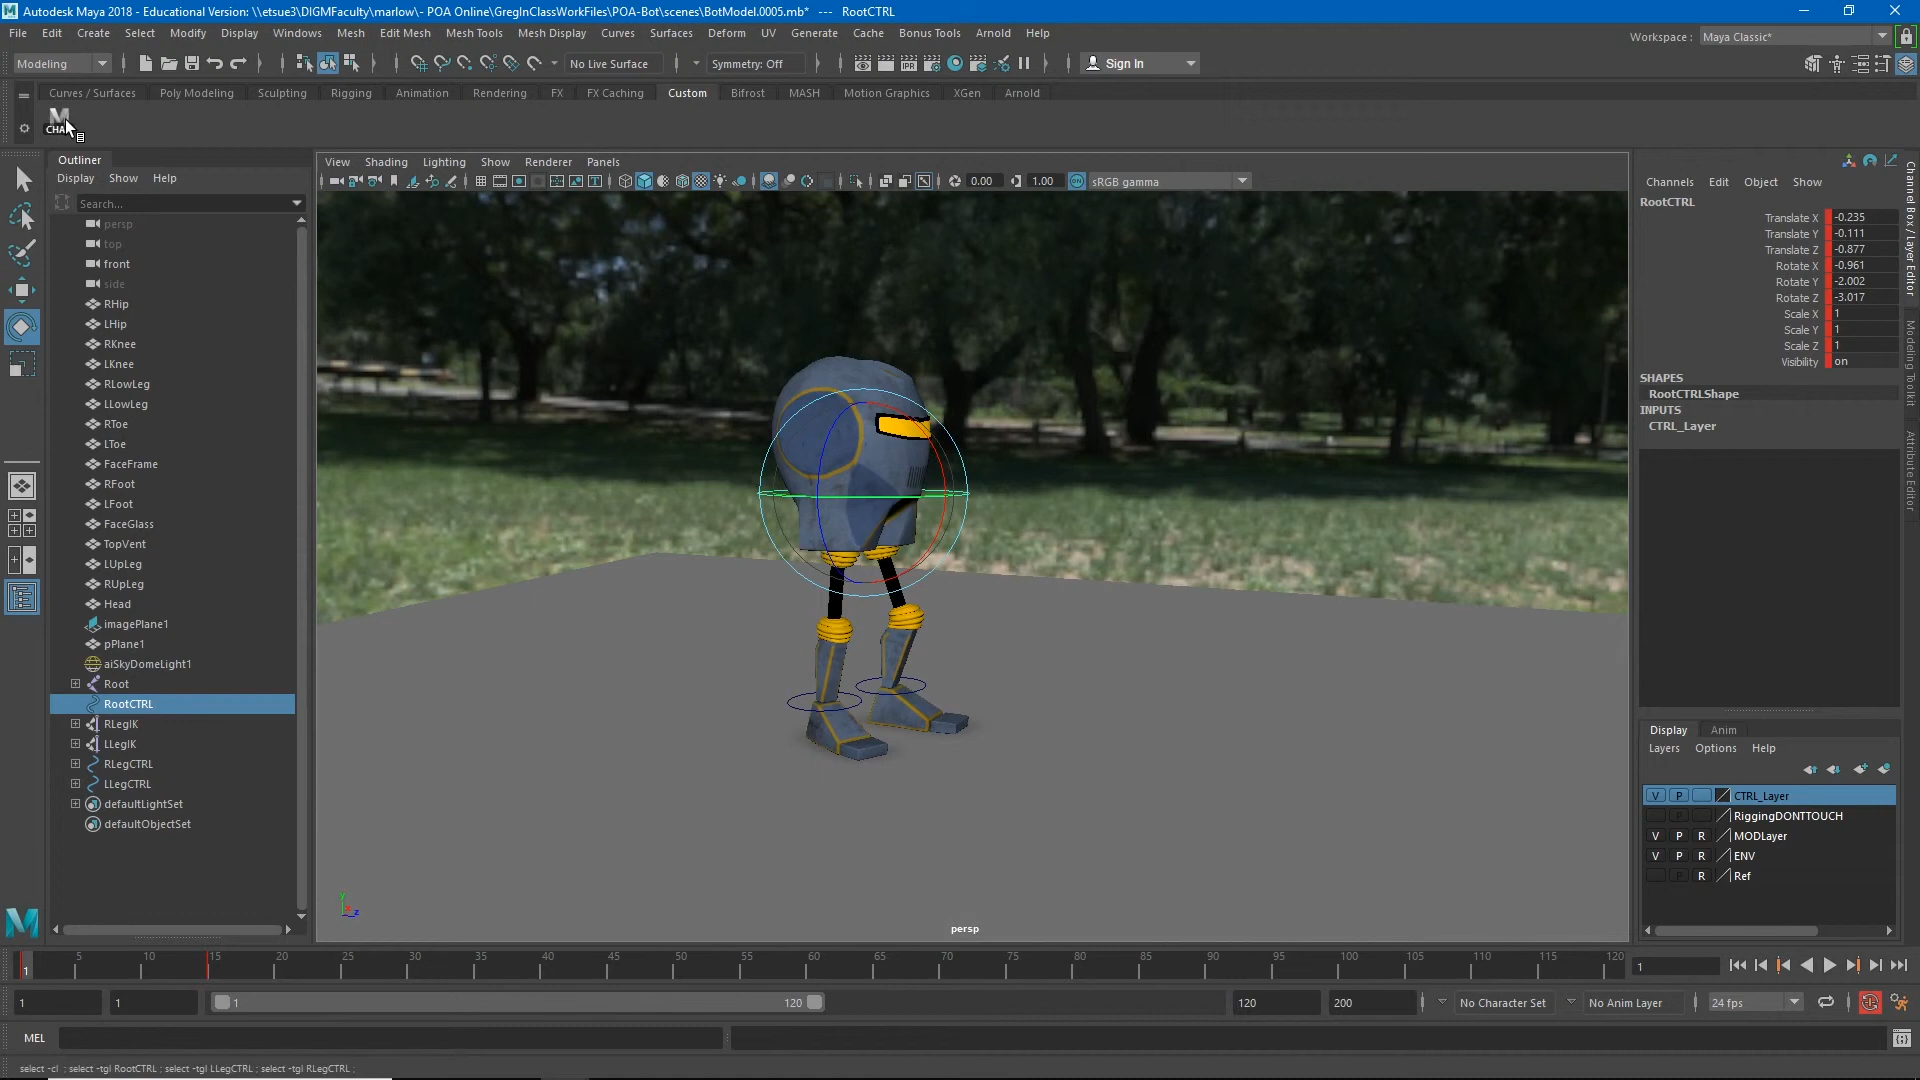 Autodesk Maya 2018 - Educational Version: \\etsue3\DIGMFaculty\marlow\- POA Online\GregInClassWorkFiles\POA-Bot\scenes\BotModel.0005.mb* --- RootCTRL
File Edit Create Select Modify Display Windows Mesh Edit Mesh Mesh Tools Mesh Display Curves Surfaces Deform UV Generate Cache Bonus Tools Arnold Help
Workspace : Maya Classic*
Modeling No Live Surface Symmetry: Off Sign In
Curves / Surfaces Poly Modeling Sculpting Rigging Animation Rendering FX FX Caching Custom Bifrost MASH Motion Graphics XGen Arnold
Outliner
Display Show Help
Search...
persp
top
front
side
RHip
LHip
RKnee
LKnee
RLowLeg
LLowLeg
RToe
LToe
FaceFrame
RFoot
LFoot
FaceGlass
TopVent
LUpLeg
RUpLeg
Head
imagePlane1
pPlane1
aiSkyDomeLight1
Root
RootCTRL
RLegIK
LLegIK
RLegCTRL
LLegCTRL
defaultLightSet
defaultObjectSet
View Shading Lighting Show Renderer Panels
0.00 1.00 sRGB gamma
persp
Channels Edit Object Show
RootCTRL
Translate X -0.235
Translate Y -0.111
Translate Z -0.877
Rotate X -0.961
Rotate Y -2.002
Rotate Z -3.017
Scale X 1
Scale Y 1
Scale Z 1
Visibility on
SHAPES
RootCTRLShape
INPUTS
CTRL_Layer
Channel Box / Layer Editor
Modeling Toolkit
Attribute Editor
Display Anim
Layers Options Help
V P CTRL_Layer
P RiggingDONTTOUCH
V P R MODLayer
V P R ENV
P R Ref
1 5 10 15 20 25 30 35 40 45 50 55 60 65 70 75 80 85 90 95 100 105 110 115 120 1
1 1 1 120 120 200 No Character Set No Anim Layer 24 fps
MEL
select -cl ; select -tgl RootCTRL ; select -tgl LLegCTRL ; select -tgl RLegCTRL ;